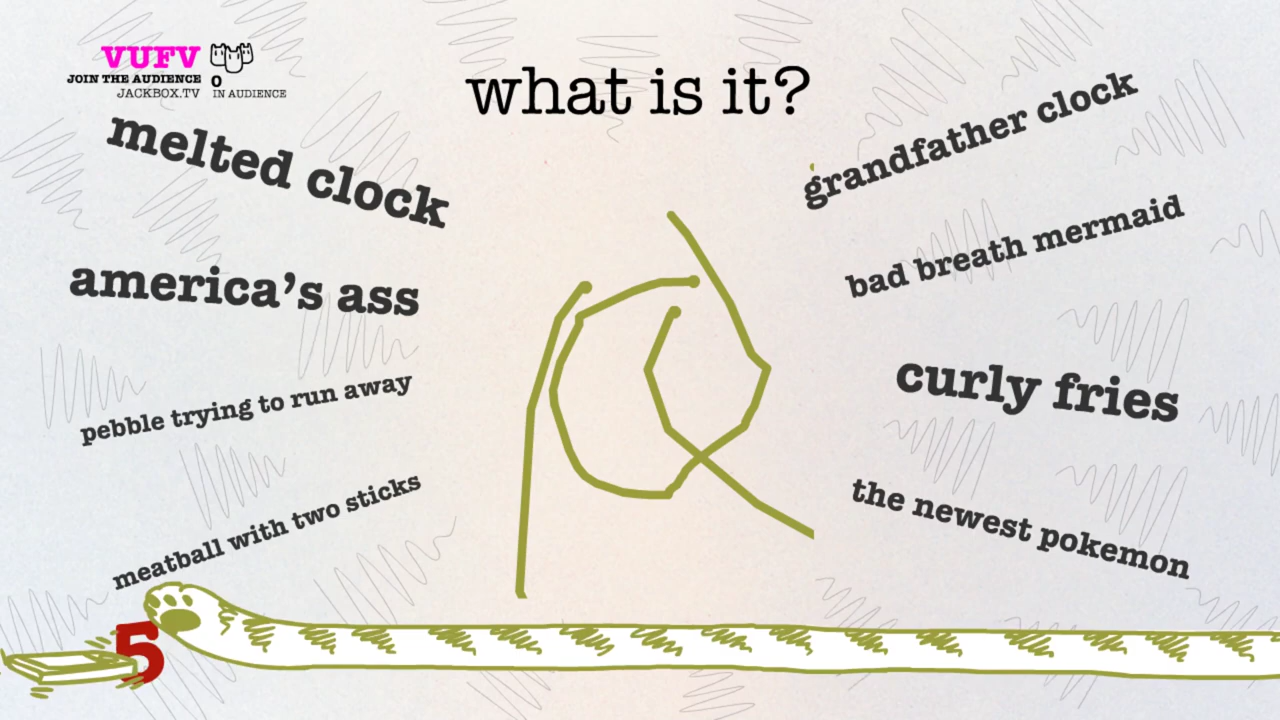 VUFV
JOIN THE AUDIENCE
JACKBOX.TV
0
IN AUDIENCE
what is it?
melted clock
america's ass
pebble trying to run away
meatball with two sticks
grandfather clock
bad breath mermaid
curly fries
the newest pokemon
5